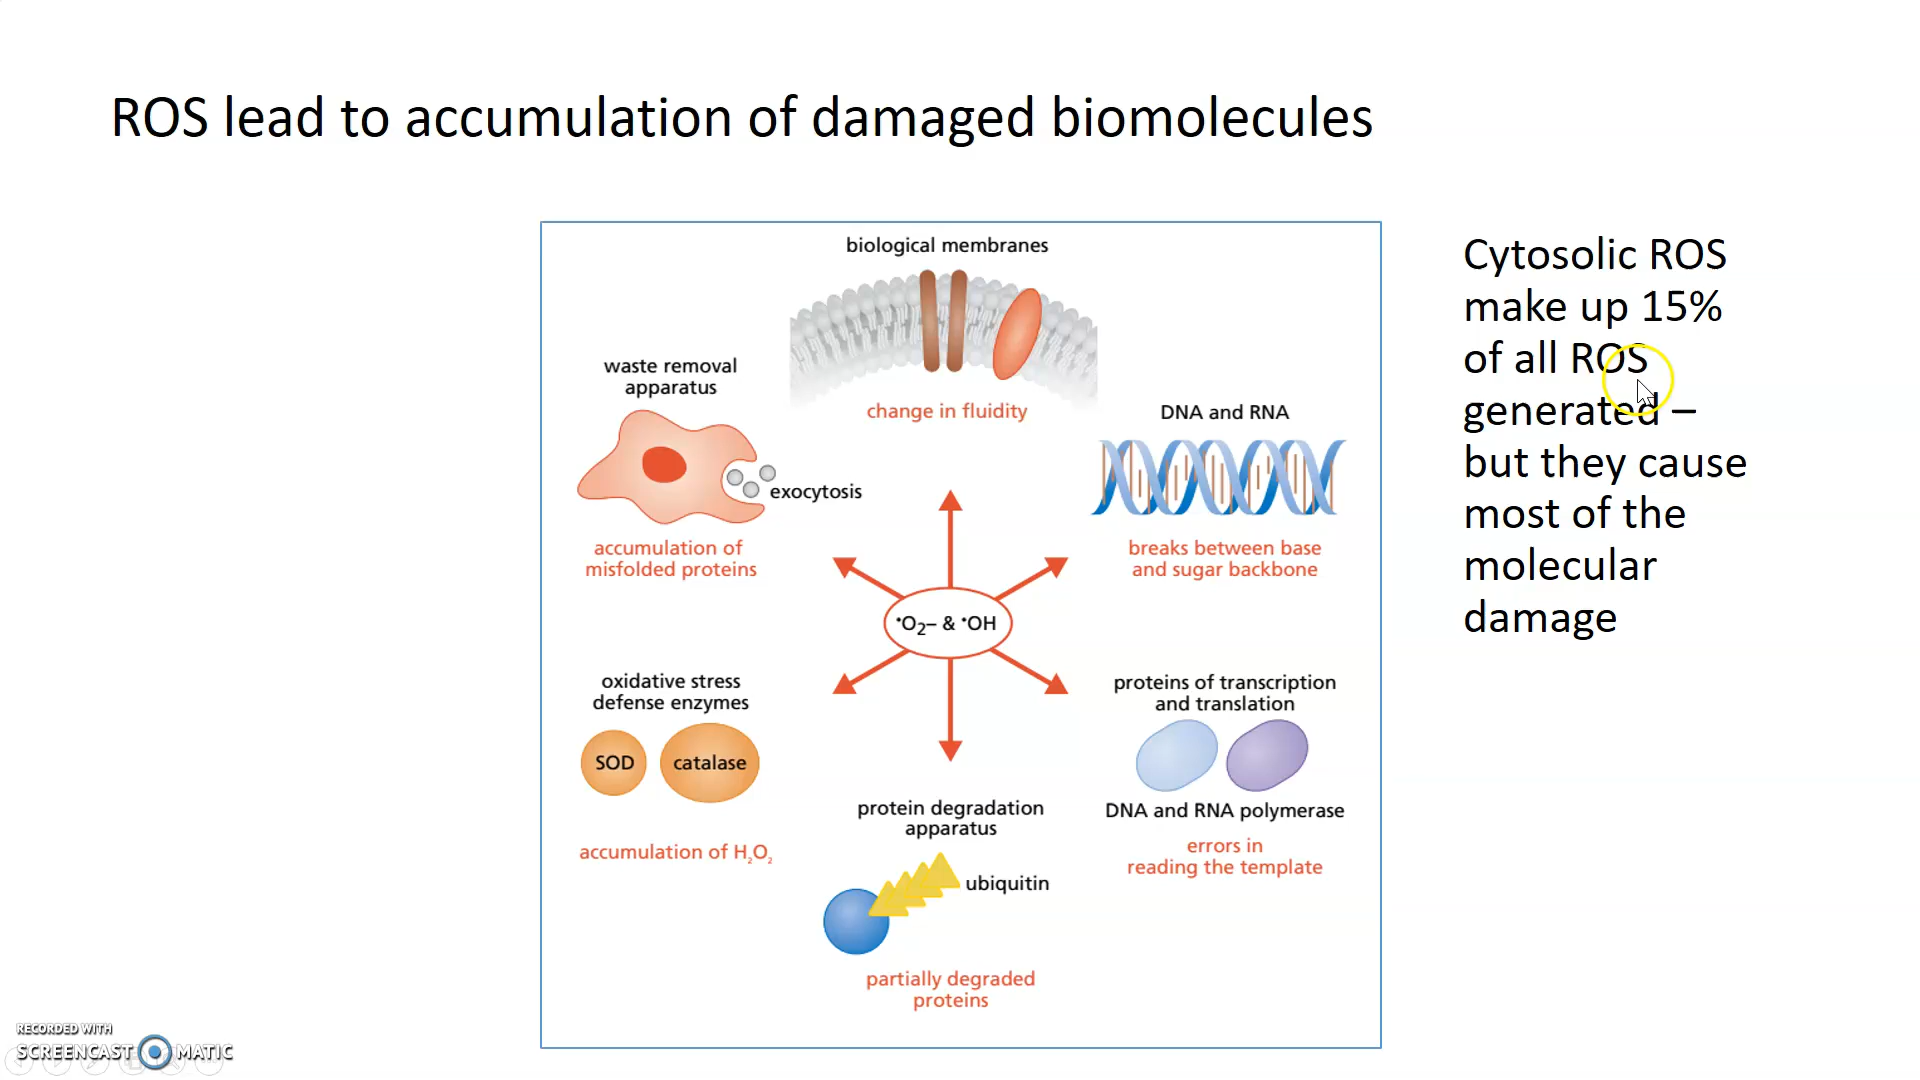 ROS lead to accumulation of damaged biomolecules
biological membranes
change in fluidity
waste removal
apparatus
exocytosis
accumulation of
misfolded proteins
DNA and RNA
breaks between base
and sugar backbone
•O2– & •OH
oxidative stress
defense enzymes
SOD
catalase
accumulation of H2O2
protein degradation
apparatus
ubiquitin
partially degraded
proteins
proteins of transcription
and translation
DNA and RNA polymerase
errors in
reading the template
Cytosolic ROS
make up 15%
of all ROS
generated –
but they cause
most of the
molecular
damage
RECORDED WITH
SCREENCAST MATIC